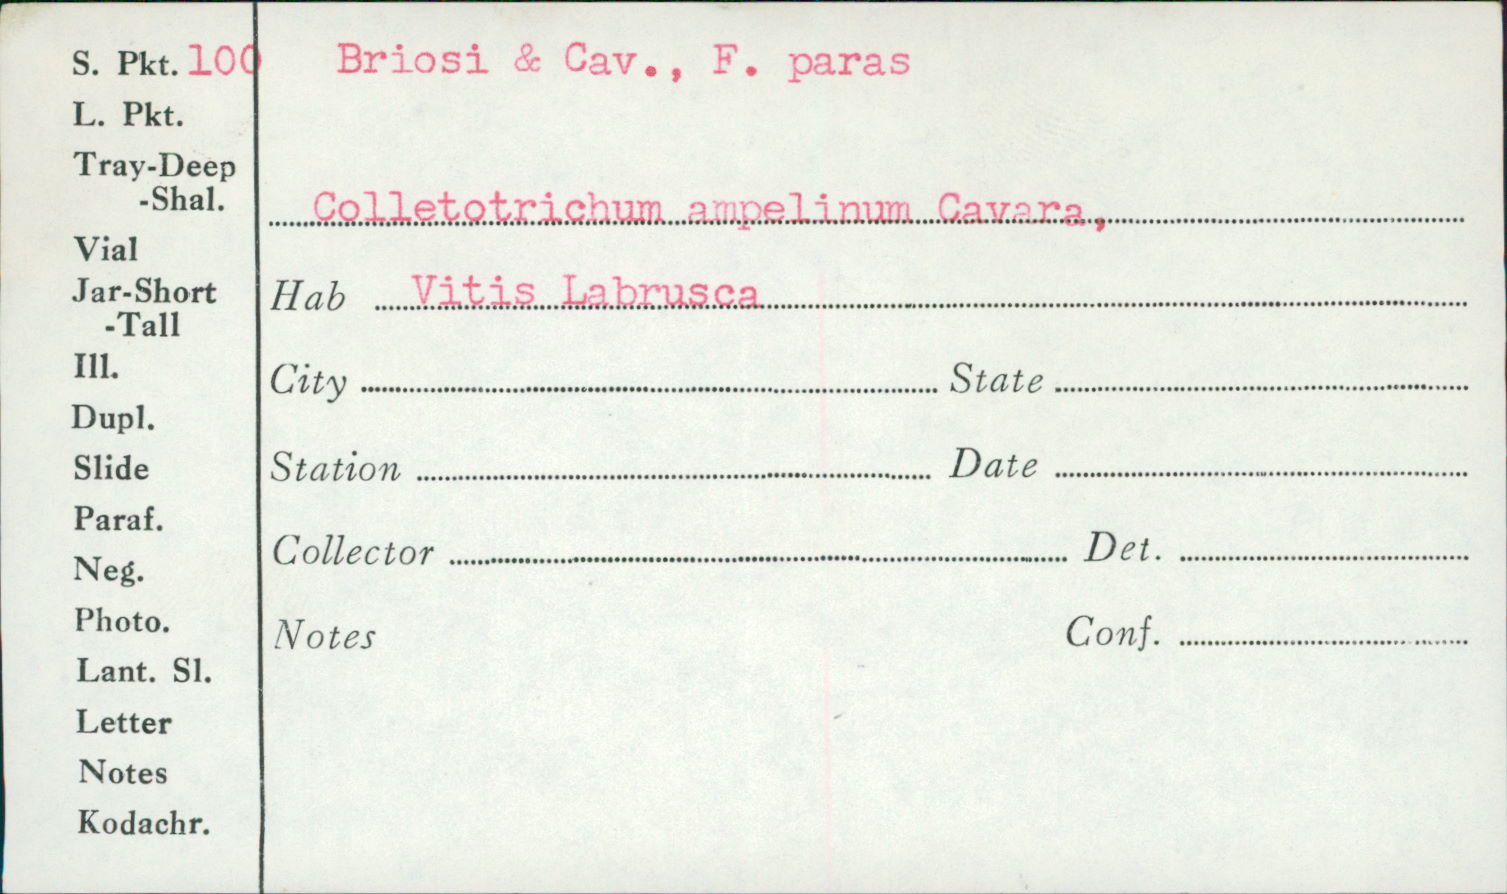 S. Pkt. 100 Briosi & Cav., F. paras
L. Pkt.
Tray-Deep
-Shal.
Colletotrichum ampelinum Cavara,
Vial
Jar-Short
Hab Vitis Labrusca
-Tall
Ill.
City State
Dupl.
Slide
Station Date
Paraf.
Collector Det.
Neg.
Photo.
Notes Conf.
Lant. Sl.
Letter
Notes
Kodachr.